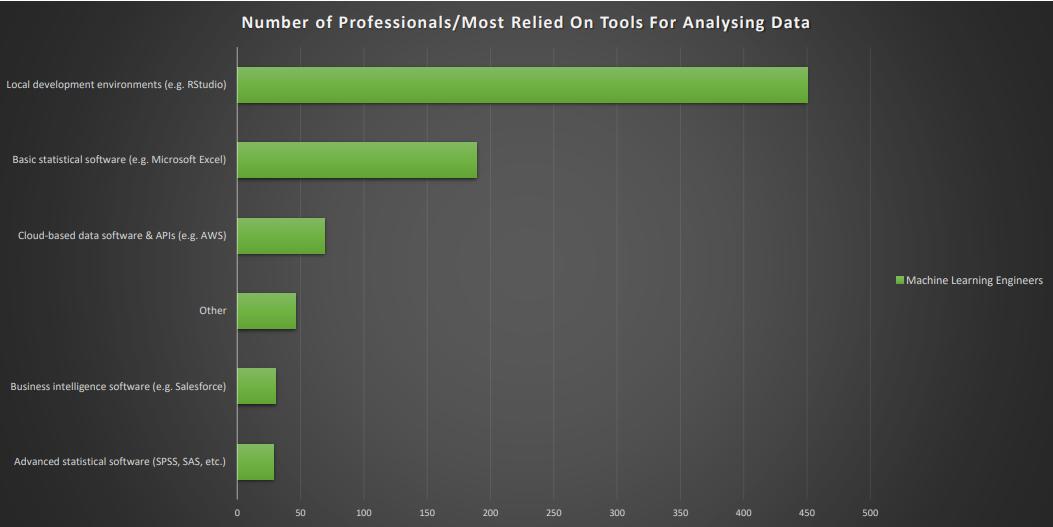 Number of Professionals/Most Relied On Tools For Analysing Data
Local development environments (e.g. RStudio)
Basic statistical software (e.g. Microsoft Excel)
Cloud-based data software & APIs (e.g. AWS)
Other
Business intelligence software (e.g. Salesforce)
Advanced statistical software (SPSS, SAS, etc.)
0 50 100 150 200 250 300 350 400 450 500
Machine Learning Engineers